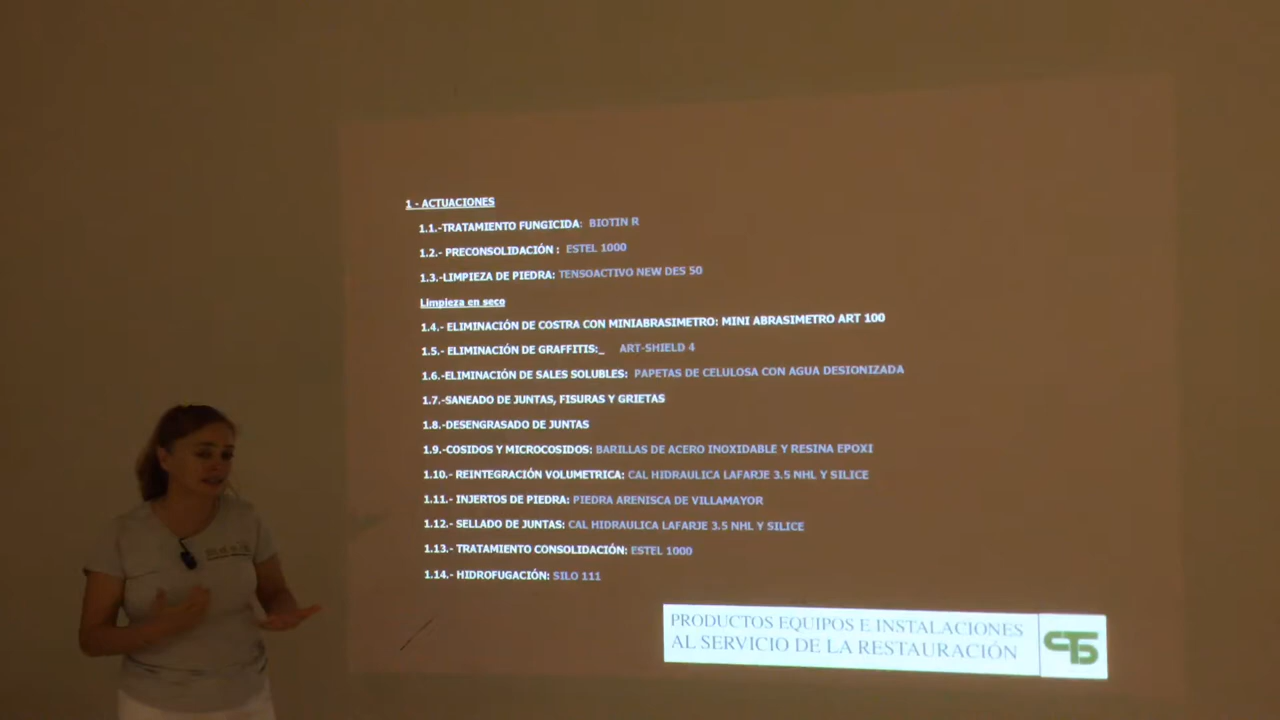 1 - ACTUACIONES
1.1.-TRATAMIENTO FUNGICIDA: BIOTIN R
1.2.- PRECONSOLIDACIÓN : ESTEL 1000
1.3.-LIMPIEZA DE PIEDRA: TENSOACTIVO NEW DES 50
Limpieza en seco
1.4.- ELIMINACIÓN DE COSTRA CON MINIABRASIMETRO: MINI ABRASIMETRO ART 100
1.5.- ELIMINACIÓN DE GRAFFITIS:_ ART-SHIELD 4
1.6.-ELIMINACIÓN DE SALES SOLUBLES: PAPETAS DE CELULOSA CON AGUA DESIONIZADA
1.7.-SANEADO DE JUNTAS, FISURAS Y GRIETAS
1.8.-DESENGRASADO DE JUNTAS
1.9.-COSIDOS Y MICROCOSIDOS: BARILLAS DE ACERO INOXIDABLE Y RESINA EPOXI
1.10.- REINTEGRACIÓN VOLUMETRICA: CAL HIDRAULICA LAFARJE 3.5 NHL Y SILICE
1.11.- INJERTOS DE PIEDRA: PIEDRA ARENISCA DE VILLAMAYOR
1.12.- SELLADO DE JUNTAS: CAL HIDRAULICA LAFARJE 3.5 NHL Y SILICE
1.13.- TRATAMIENTO CONSOLIDACIÓN: ESTEL 1000
1.14.- HIDROFUGACIÓN: SILO 111
PRODUCTOS EQUIPOS E INSTALACIONES
AL SERVICIO DE LA RESTAURACIÓN
CTS